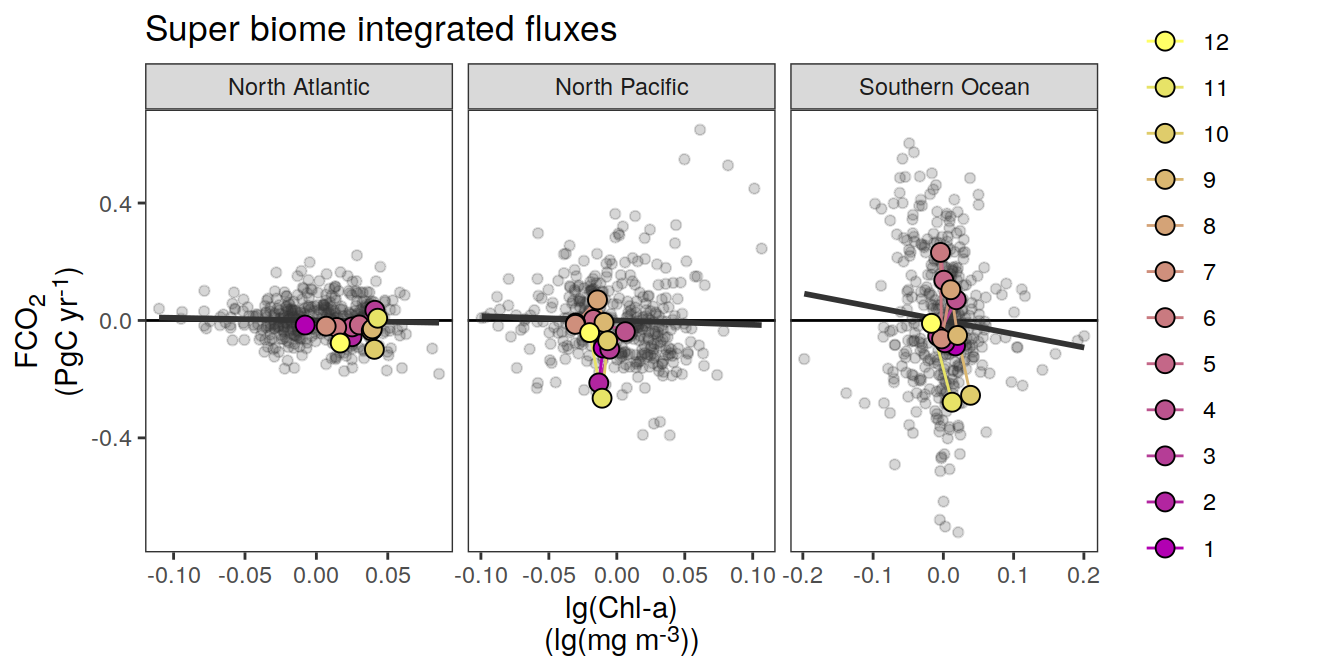 Super biome integrated fluxes
North Atlantic
North Pacific
Southern Ocean
FCO₂
(PgC yr⁻¹)
0.4
0.0
-0.4
-0.10 -0.05 0.00 0.05
-0.10 -0.05 0.00 0.05 0.10
-0.2 -0.1 0.0 0.1 0.2
lg(Chl-a)
(lg(mg m⁻³))
12
11
10
9
8
7
6
5
4
3
2
1